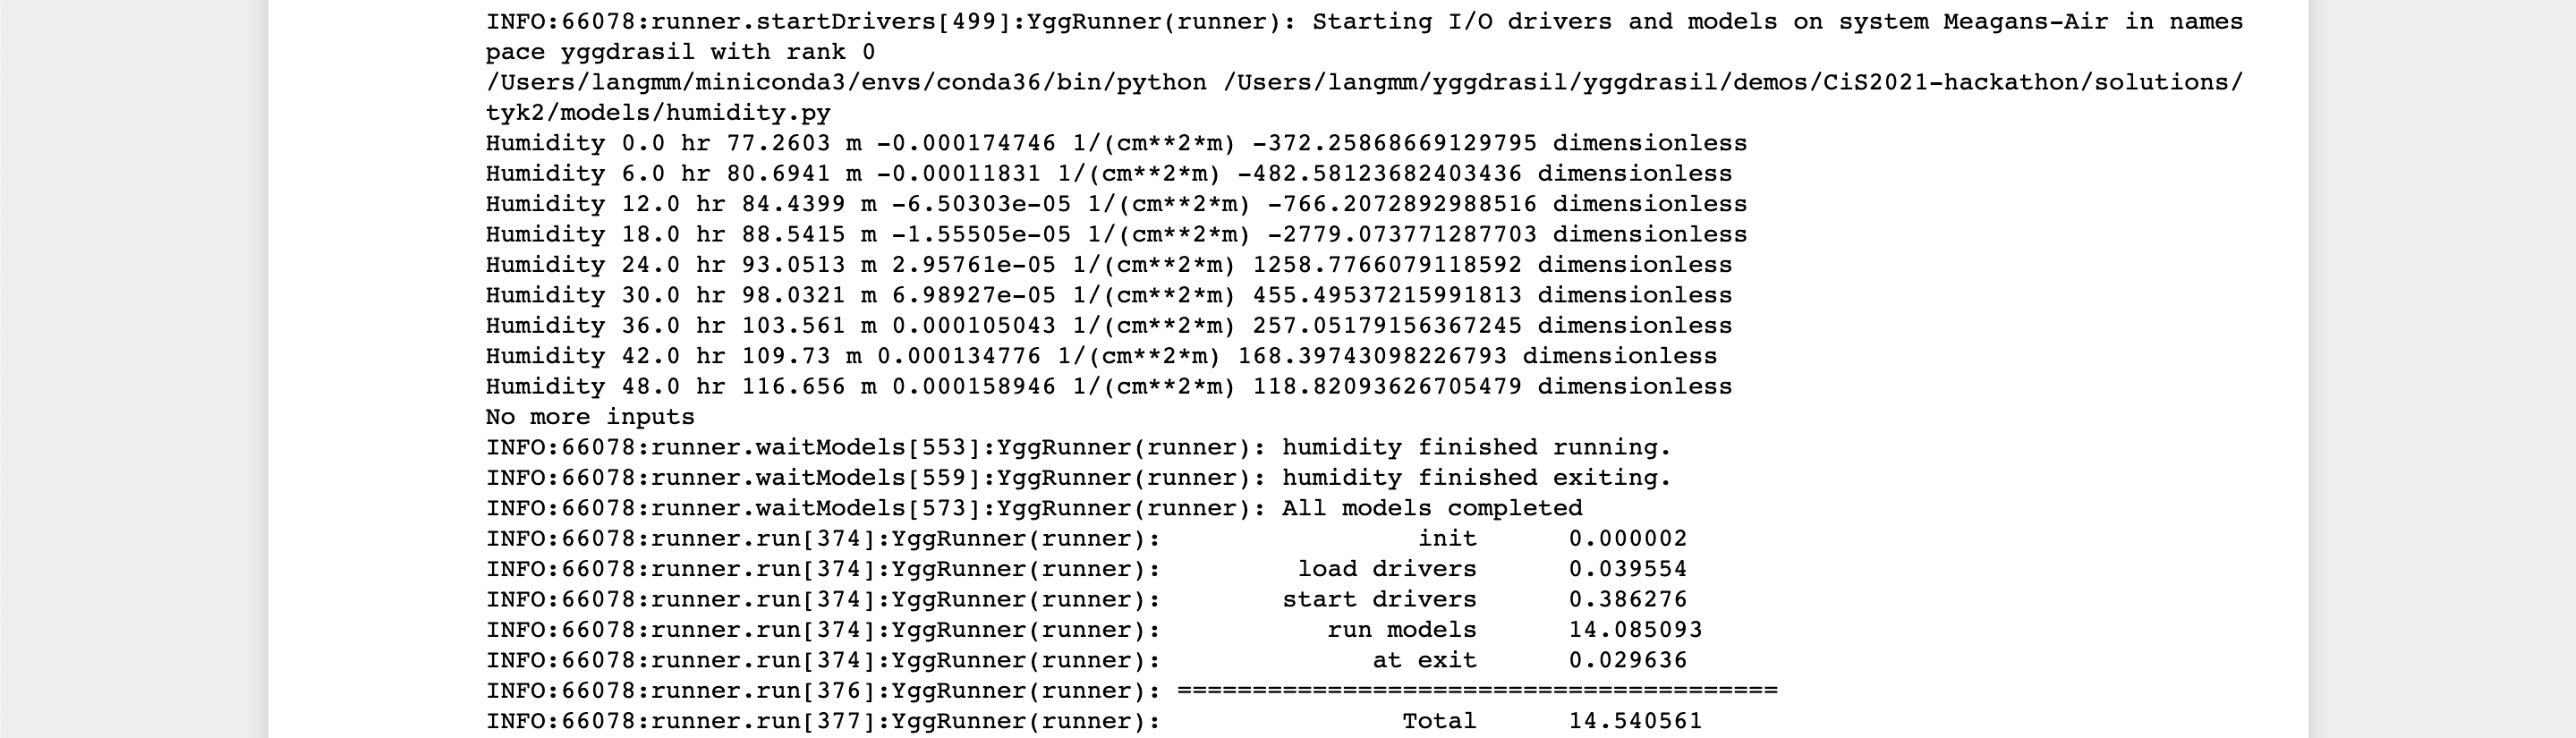 INFO:66078:runner.startDrivers[499]:YggRunner(runner): Starting I/O drivers and models on system Meagans-Air in names
pace yggdrasil with rank 0
/Users/langmm/miniconda3/envs/conda36/bin/python /Users/langmm/yggdrasil/yggdrasil/demos/CiS2021-hackathon/solutions/
tyk2/models/humidity.py
Humidity 0.0 hr 77.2603 m -0.000174746 1/(cm**2*m) -372.25868669129795 dimensionless
Humidity 6.0 hr 80.6941 m -0.00011831 1/(cm**2*m) -482.58123682403436 dimensionless
Humidity 12.0 hr 84.4399 m -6.50303e-05 1/(cm**2*m) -766.2072892988516 dimensionless
Humidity 18.0 hr 88.5415 m -1.55505e-05 1/(cm**2*m) -2779.073771287703 dimensionless
Humidity 24.0 hr 93.0513 m 2.95761e-05 1/(cm**2*m) 1258.7766079118592 dimensionless
Humidity 30.0 hr 98.0321 m 6.98927e-05 1/(cm**2*m) 455.49537215991813 dimensionless
Humidity 36.0 hr 103.561 m 0.000105043 1/(cm**2*m) 257.05179156367245 dimensionless
Humidity 42.0 hr 109.73 m 0.000134776 1/(cm**2*m) 168.39743098226793 dimensionless
Humidity 48.0 hr 116.656 m 0.000158946 1/(cm**2*m) 118.82093626705479 dimensionless
No more inputs
INFO:66078:runner.waitModels[553]:YggRunner(runner): humidity finished running.
INFO:66078:runner.waitModels[559]:YggRunner(runner): humidity finished exiting.
INFO:66078:runner.waitModels[573]:YggRunner(runner): All models completed
INFO:66078:runner.run[374]:YggRunner(runner):                 init      0.000002
INFO:66078:runner.run[374]:YggRunner(runner):         load drivers      0.039554
INFO:66078:runner.run[374]:YggRunner(runner):        start drivers      0.386276
INFO:66078:runner.run[374]:YggRunner(runner):           run models      14.085093
INFO:66078:runner.run[374]:YggRunner(runner):              at exit      0.029636
INFO:66078:runner.run[376]:YggRunner(runner): ========================================
INFO:66078:runner.run[377]:YggRunner(runner):                Total      14.540561